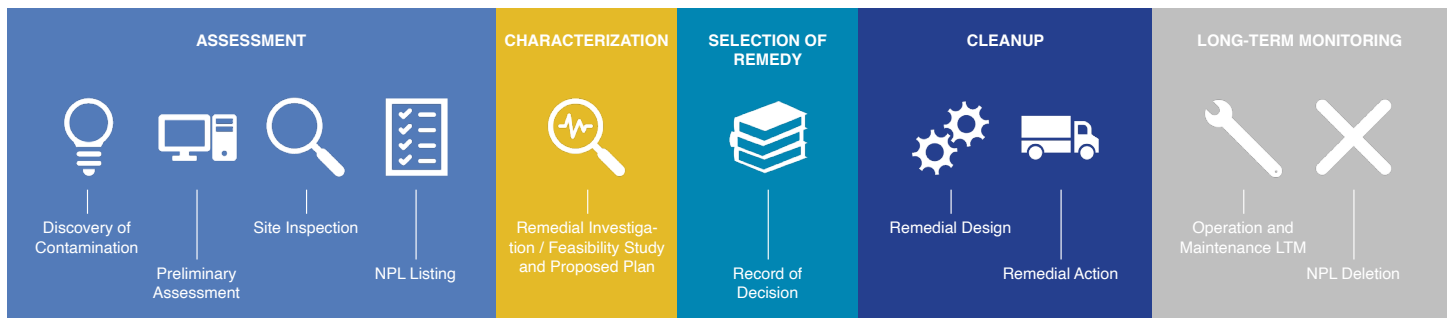 ASSESSMENT
Discovery of
Contamination
Preliminary
Assessment
Site Inspection
NPL Listing
CHARACTERIZATION
Remedial Investiga-
tion / Feasibility Study
and Proposed Plan
SELECTION OF
REMEDY
Record of
Decision
CLEANUP
Remedial Design
Remedial Action
LONG-TERM MONITORING
Operation and
Maintenance LTM
NPL Deletion